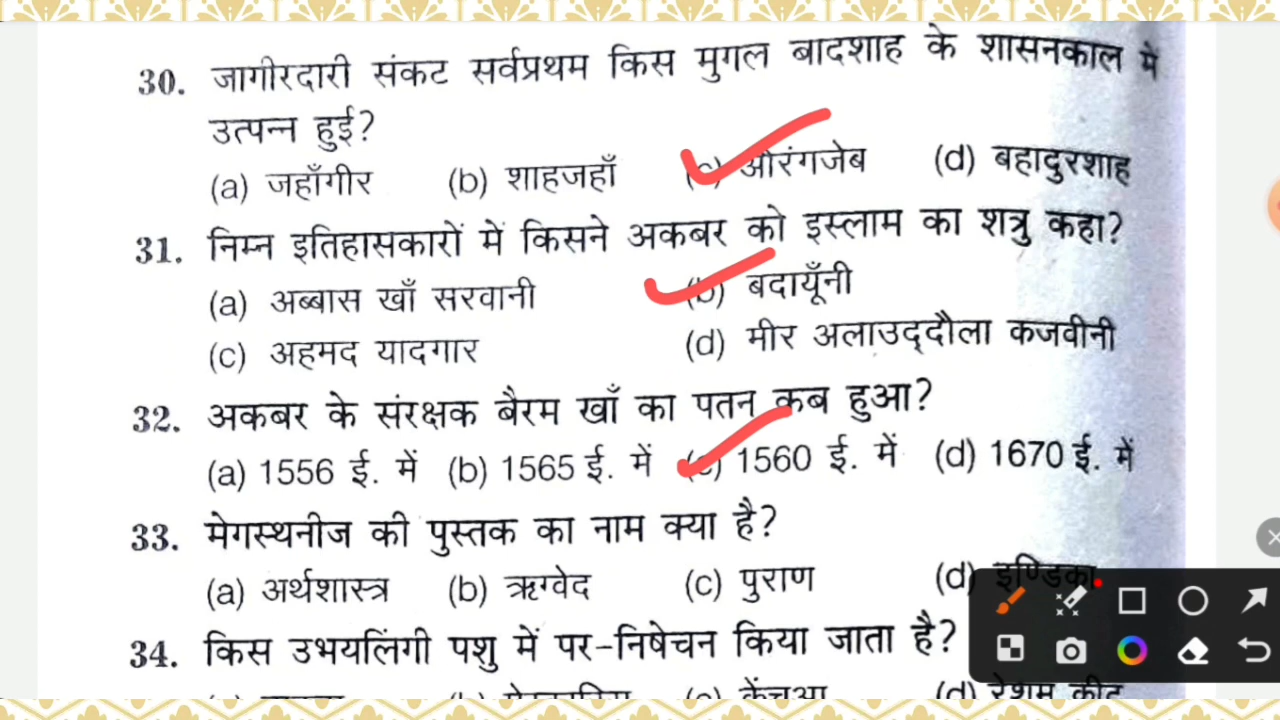 30. जागीरदारी संकट सर्वप्रथम किस मुगल बादशाह के शासनकाल मे
उत्पन्न हुई?
(a) जहाँगीर (b) शाहजहाँ (c) औरंगजेब (d) बहादुरशाह
31. निम्न इतिहासकारों में किसने अकबर को इस्लाम का शत्रु कहा?
(a) अब्बास खाँ सरवानी (b) बदायूँनी
(c) अहमद यादगार (d) मीर अलाउद्दौला कजवीनी
32. अकबर के संरक्षक बैरम खाँ का पतन कब हुआ?
(a) 1556 ई. में (b) 1565 ई. में (c) 1560 ई. में (d) 1670 ई. में
33. मेगस्थनीज की पुस्तक का नाम क्या है?
(a) अर्थशास्त्र (b) ऋग्वेद (c) पुराण (d) इण्डिका
34. किस उभयलिंगी पशु में पर-निषेचन किया जाता है?
(c) केंचुआ (d) रेशम कीट